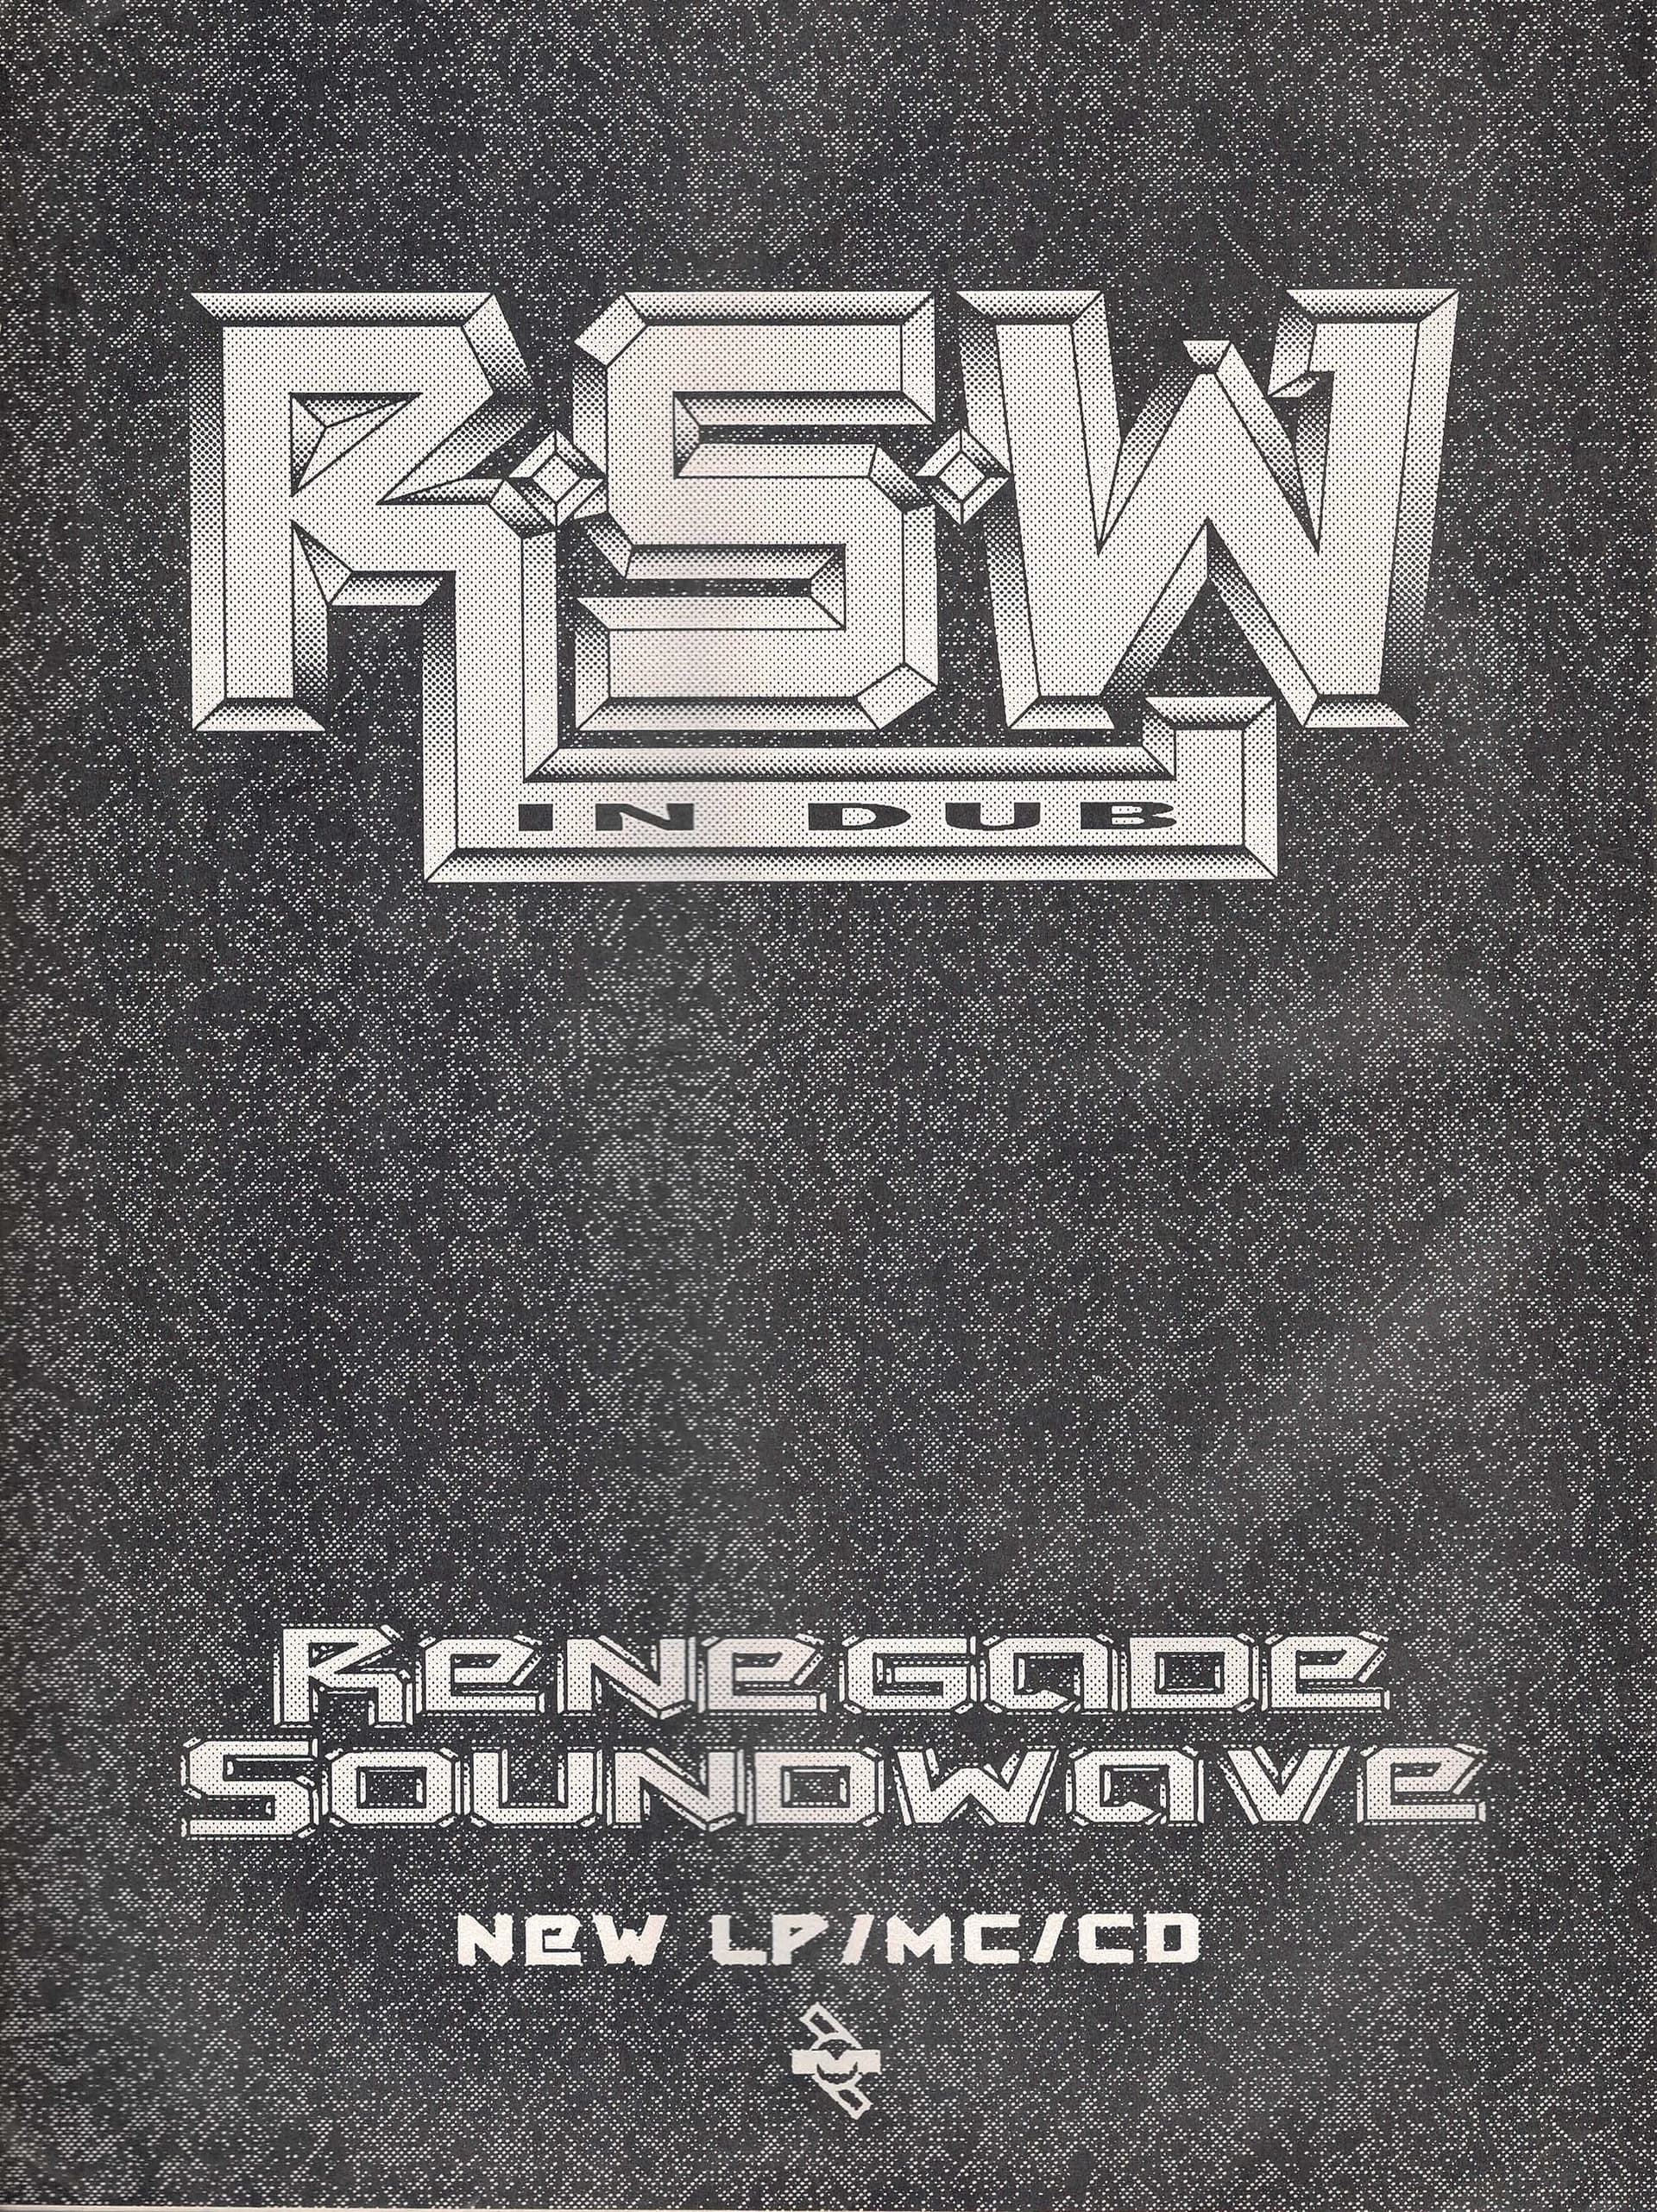 R·S·W
IN DUB
ReNeGaDe
SOUNDWaVe
NeW LP/MC/CD
M